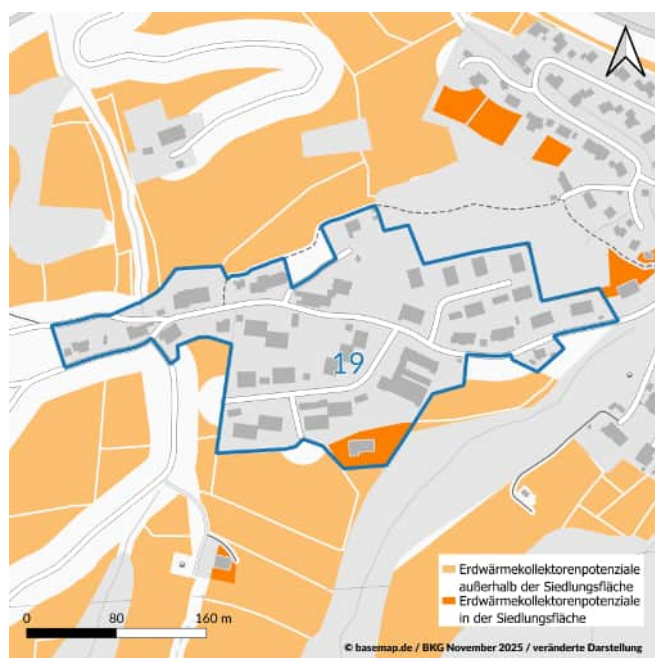 19
Erdwärmekollektorenpotenziale
außerhalb der Siedlungsfläche
Erdwärmekollektorenpotenziale
in der Siedlungsfläche
0 80 160 m
© basemap.de / BKG November 2025 / veränderte Darstellung